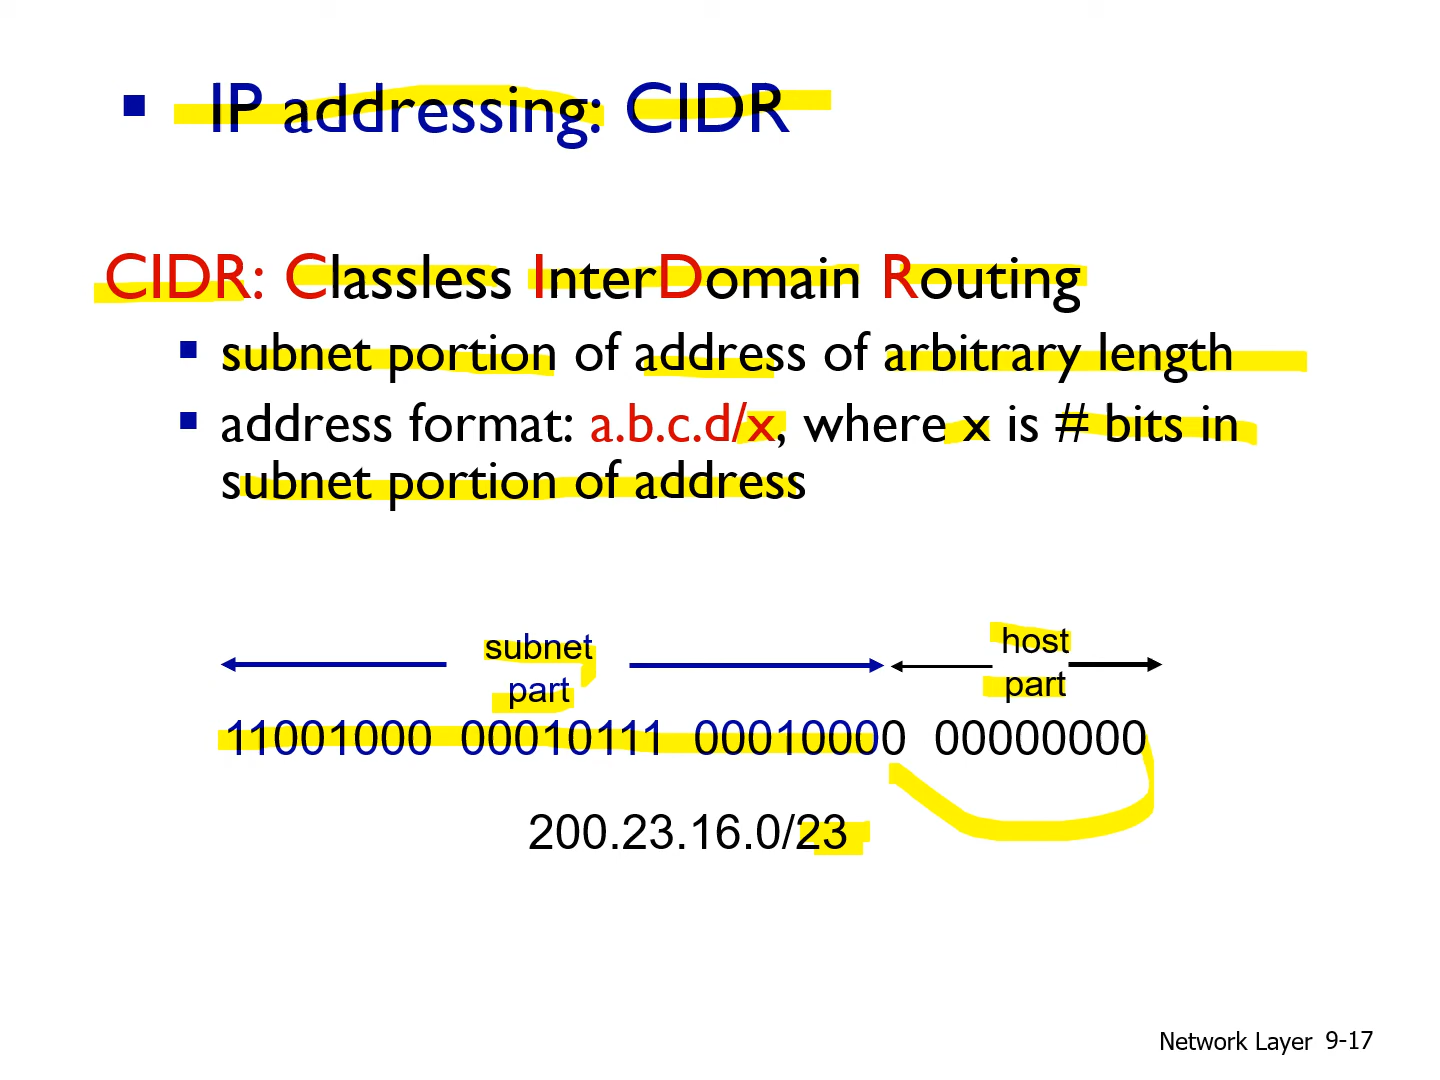 ▪ IP addressing: CIDR
CIDR: Classless InterDomain Routing
▪ subnet portion of address of arbitrary length
▪ address format: a.b.c.d/x, where x is # bits in
subnet portion of address
subnet
part
host
part
11001000 00010111 00010000 00000000
200.23.16.0/23
Network Layer 9-17